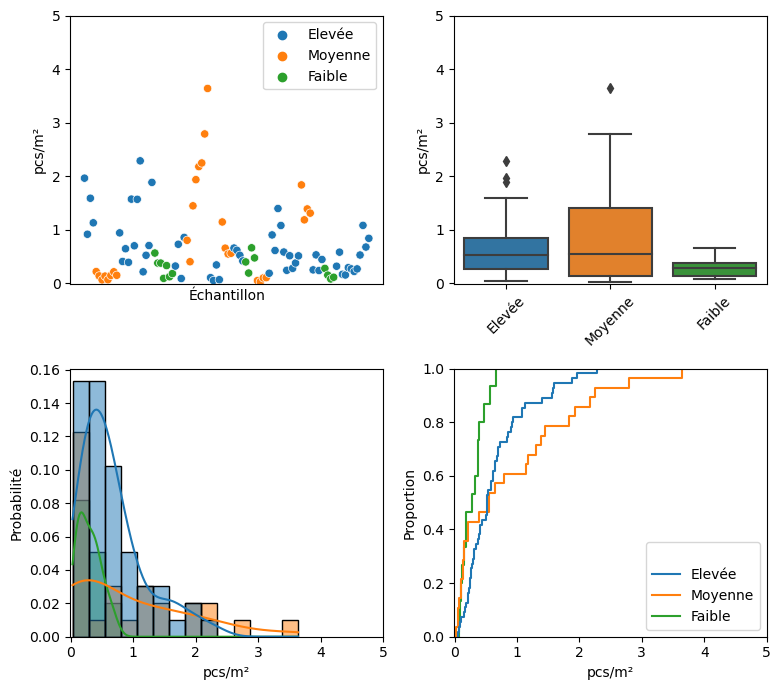 5
4
3
2
1
0
pcs/m²
Échantillon
Elevée
Moyenne
Faible
5
4
3
2
1
0
pcs/m²
Elevée
Moyenne
Faible
0.16
0.14
0.12
0.10
0.08
0.06
0.04
0.02
0.00
Probabilité
0 1 2 3 4 5
pcs/m²
1.0
0.8
0.6
0.4
0.2
0.0
Proportion
Elevée
Moyenne
Faible
0 1 2 3 4 5
pcs/m²